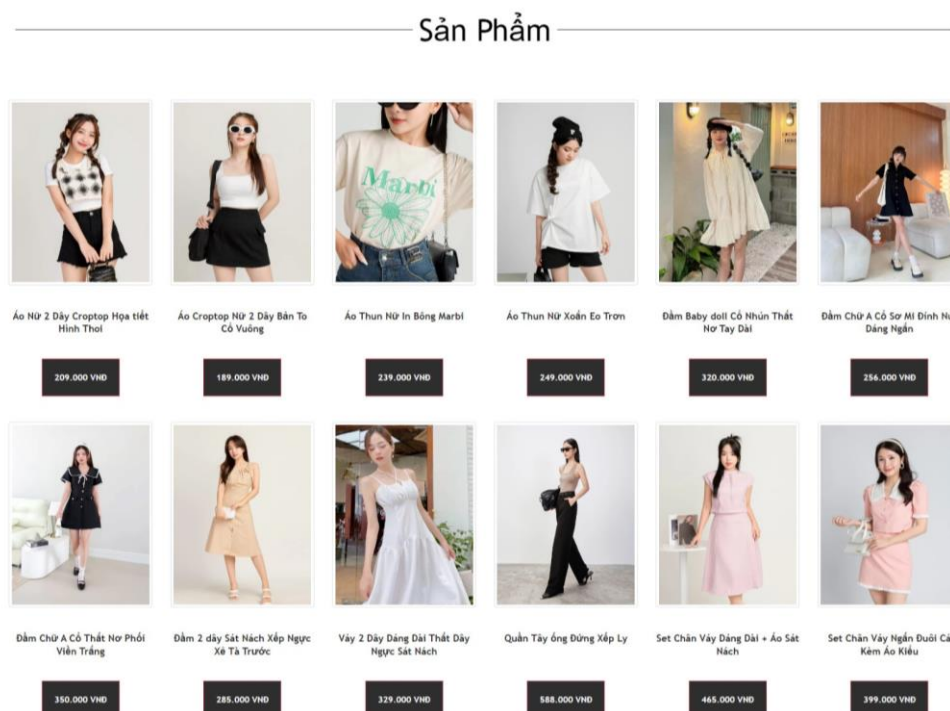 Sản Phẩm
Marbi
Áo Nữ 2 Dây Croptop Họa tiết
Hình Thoi
Áo Croptop Nữ 2 Dây Bản To
Cổ Vuông
Áo Thun Nữ In Bông Marbi
Áo Thun Nữ Xoắn Eo Trơn
Đầm Baby doll Cổ Nhún Thắt
Nơ Tay Dài
Đầm Chữ A Cổ Sơ Mi Đính
Dáng Ngắn
209.000 VNĐ
189.000 VNĐ
239.000 VNĐ
249.000 VNĐ
320.000 VNĐ
256.000 VNĐ
Đầm Chữ A Cổ Thắt Nơ Phối
Viền Trắng
Đầm 2 dây Sát Nách Xếp Ngực
Xẻ Tà Trước
Váy 2 Dây Dáng Dài Thắt Dây
Ngực Sát Nách
Quần Tây ống Đứng Xếp Ly
Set Chân Váy Dáng Dài + Áo Sát
Nách
Set Chân Váy Ngắn Đuôi
Kèm Áo Kiểu
350.000 VNĐ
285.000 VNĐ
329.000 VNĐ
588.000 VNĐ
465.000 VNĐ
399.000 VNĐ